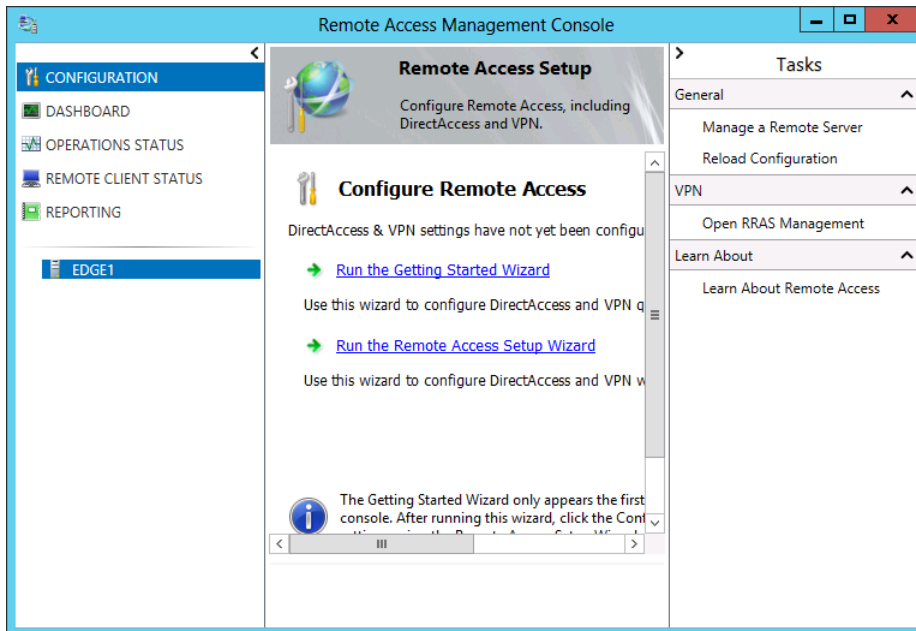 Remote Access Management Console
CONFIGURATION
DASHBOARD
OPERATIONS STATUS
REMOTE CLIENT STATUS
REPORTING
EDGE1
Remote Access Setup
Configure Remote Access, including
DirectAccess and VPN.
Configure Remote Access
DirectAccess & VPN settings have not yet been configu
Run the Getting Started Wizard
Use this wizard to configure DirectAccess and VPN q
Run the Remote Access Setup Wizard
Use this wizard to configure DirectAccess and VPN w
The Getting Started Wizard only appears the first
console. After running this wizard, click the Conf
Tasks
General
Manage a Remote Server
Reload Configuration
VPN
Open RRAS Management
Learn About
Learn About Remote Access